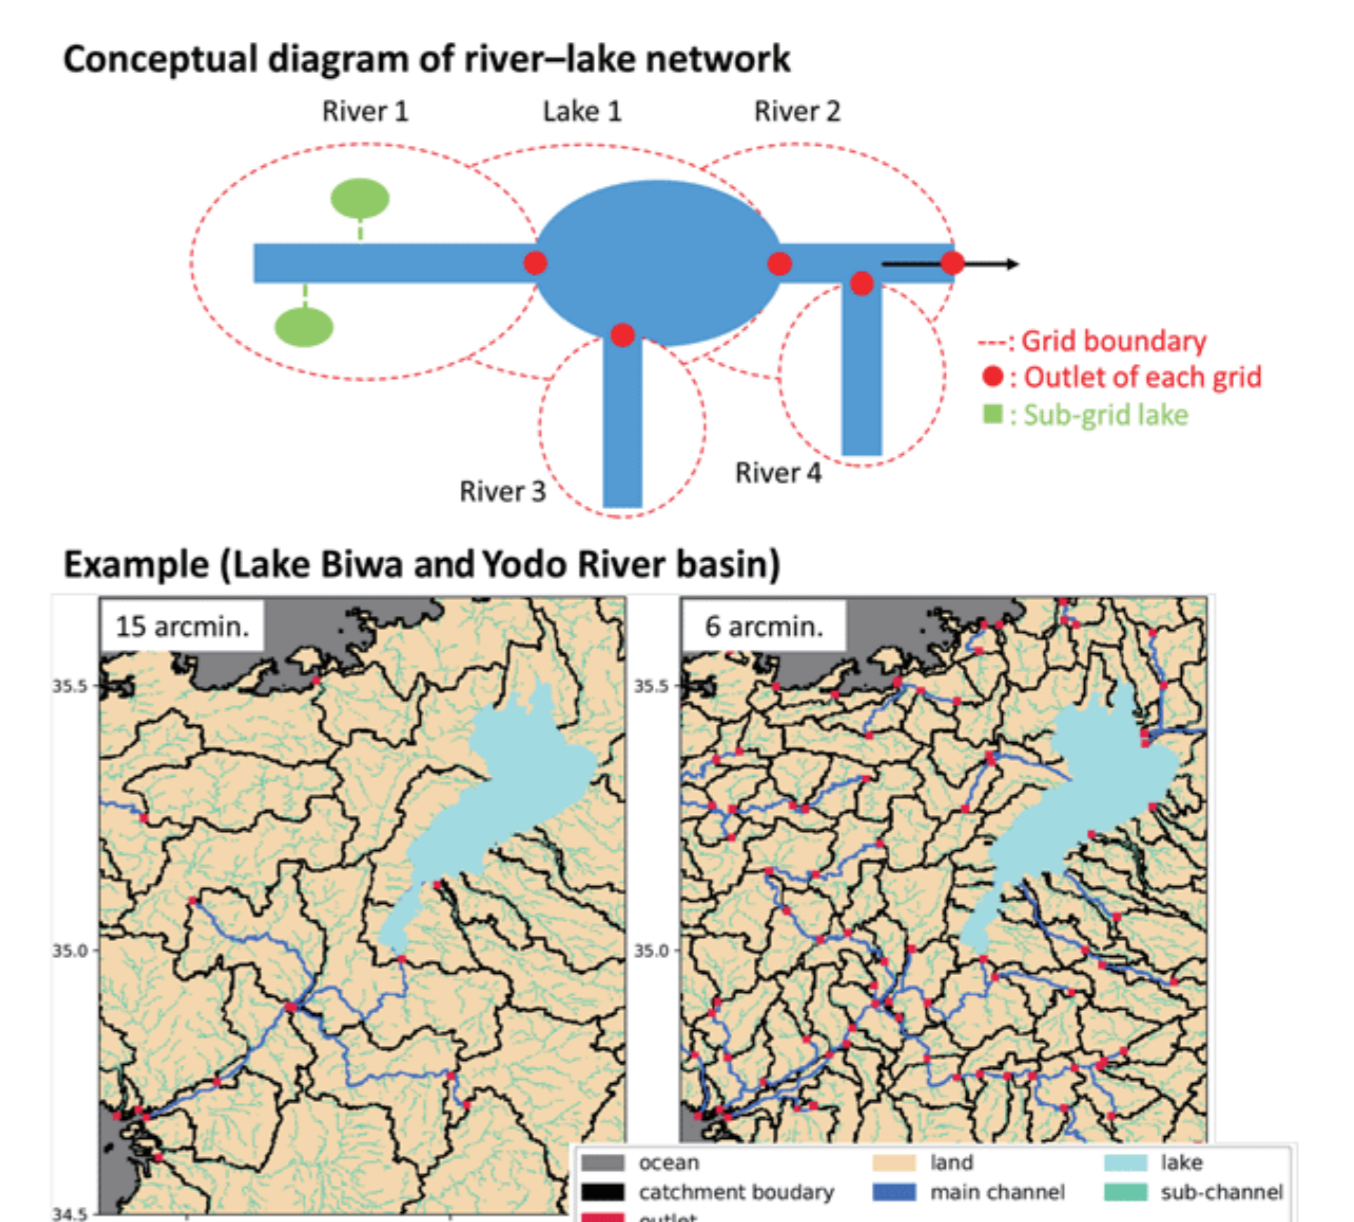 Conceptual diagram of river–lake network
River 1
Lake 1
River 2
---: Grid boundary
: Outlet of each grid
: Sub-grid lake
River 4
River 3
Example (Lake Biwa and Yodo River basin)
15 arcmin.
6 arcmin.
35.5
35.5
35.0
35.0
34.5
ocean
land
lake
catchment boudary
main channel
sub-channel
outlet